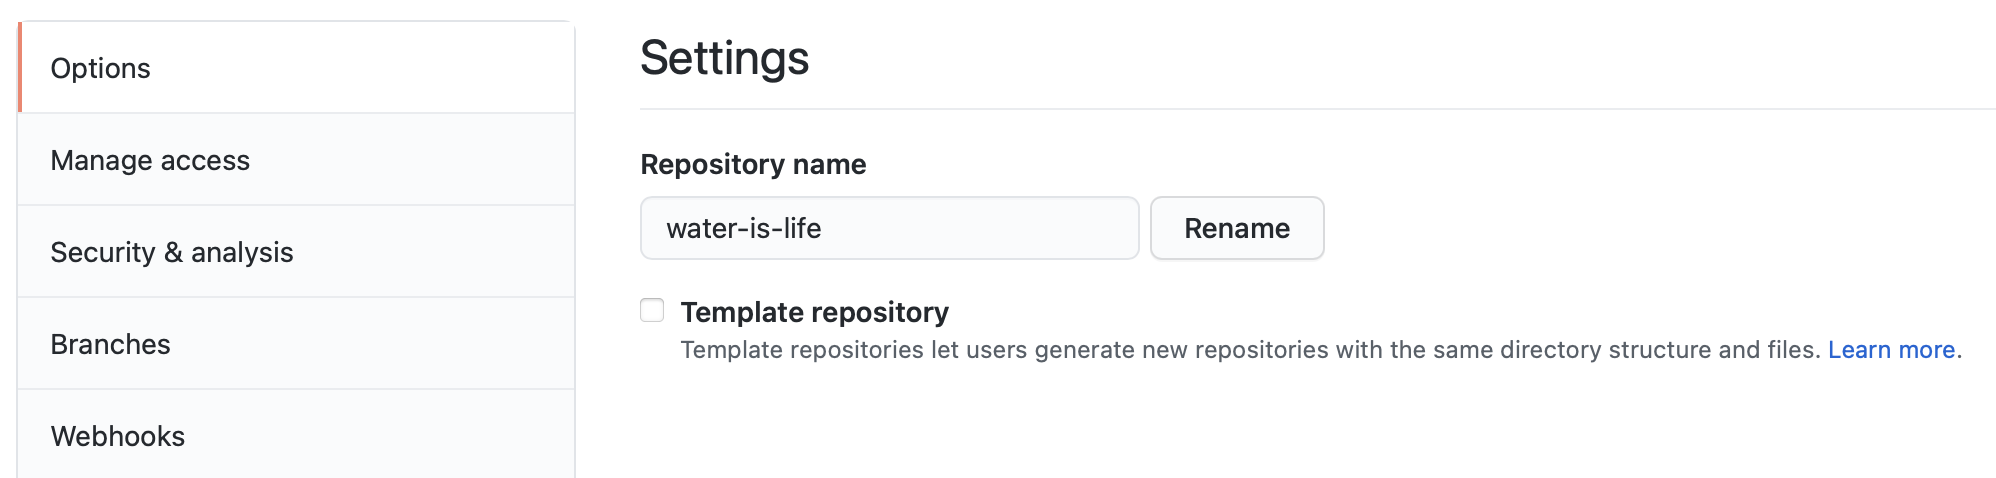 Options
Manage access
Security & analysis
Branches
Webhooks
Settings
Repository name
water-is-life
Rename
Template repository
Template repositories let users generate new repositories with the same directory structure and files. Learn more.